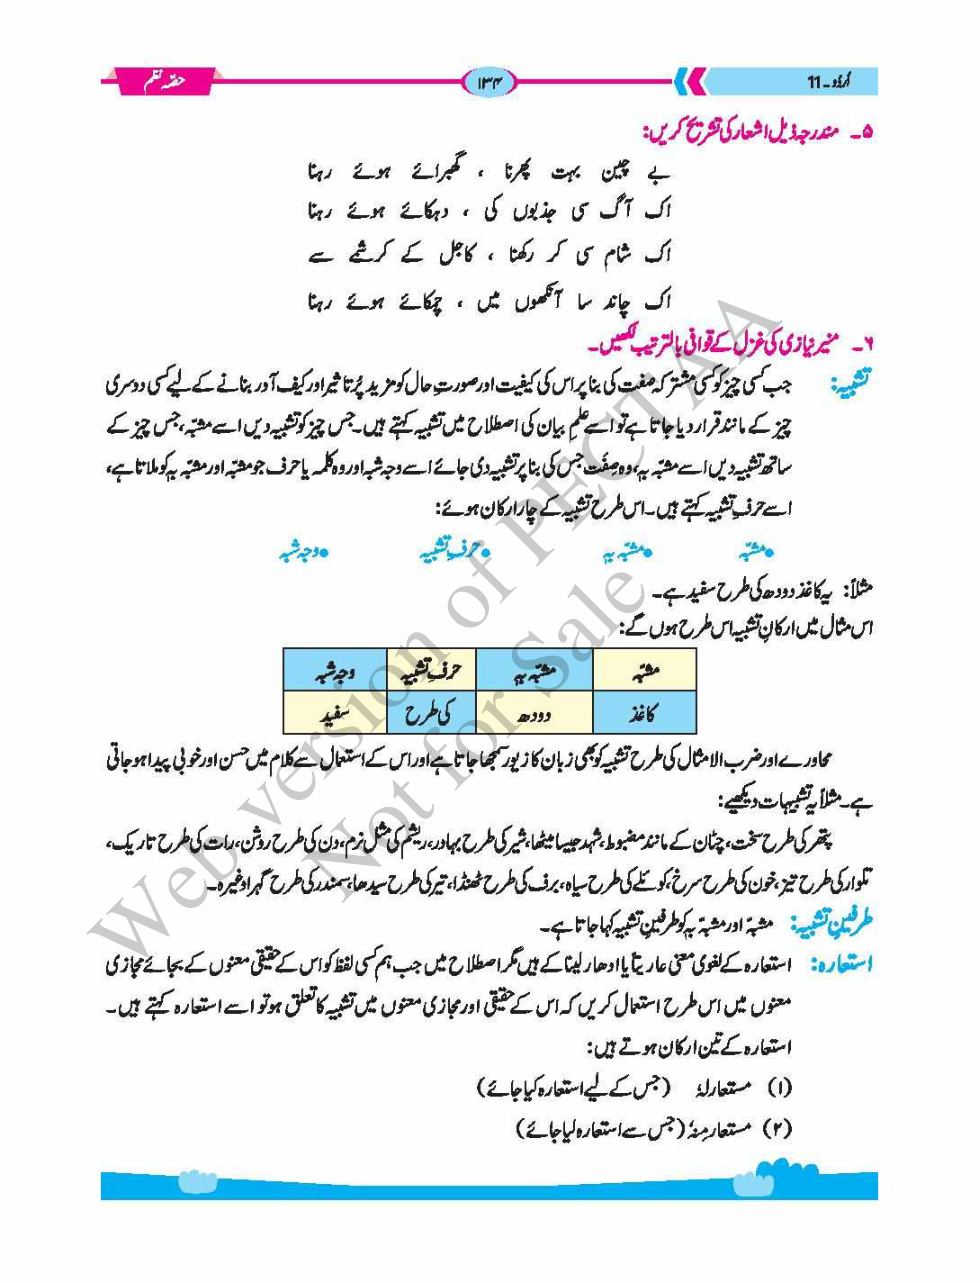 اُردو ۔ 11
۱۳۴
حصّہ نظم
۵۔ مندرجہ ذیل اشعار کی تشریح کریں:
بے چین بہت پھرنا ، گھبرائے ہوئے رہنا
اک آگ سی جذبوں کی ، دہکائے ہوئے رہنا
اک شام سی کر رکھنا ، کاجل کے کرشمے سے
اک چاند سا آنکھوں میں ، چمکائے ہوئے رہنا
۶۔ منیر نیازی کی غزل کے قوافی بالترتیب لکھیں۔
تشبیہ: جب کسی چیز کو کسی مشترکہ صفت کی بنا پر اس کی کیفیت اور صورتِ حال کو مزید پُرتاثیر اور کیف آور بنانے کے لیے کسی دوسری
چیز کے مانند قرار دیا جاتا ہے تو اسے علمِ بیان کی اصطلاح میں تشبیہ کہتے ہیں۔ جس چیز کو تشبیہ دیں اسے مشبّہ، جس چیز کے
ساتھ تشبیہ دیں اسے مشبّہ بہٖ، وہ صِفَت جس کی بنا پر تشبیہ دی جائے اسے وجہ شبہ اور وہ کلمہ یا حرف جو مشبّہ اور مشبّہ بہ کو ملاتا ہے،
اسے حرفِ تشبیہ کہتے ہیں۔ اس طرح تشبیہ کے چار ارکان ہوئے:
•مشبّہ •مشبّہ بہٖ •حرفِ تشبیہ •وجہ شبہ
مثلاً: یہ کاغذ دودھ کی طرح سفید ہے۔
اس مثال میں ارکانِ تشبیہ اس طرح ہوں گے:
مشبّہ مشبّہ بہٖ حرفِ تشبیہ وجہ شبہ
کاغذ دودھ کی طرح سفید
محاورے اور ضرب الامثال کی طرح تشبیہ کو بھی زبان کا زیور سمجھا جاتا ہے اور اس کے استعمال سے کلام میں حسن اور خوبی پیدا ہو جاتی
ہے۔ مثلاً یہ تشبیہات دیکھیے:
پتھر کی طرح سخت، چٹان کے مانند مضبوط، شہد جیسا میٹھا، شیر کی طرح بہادر، ریشم کی مثل نرم، دن کی طرح روشن، رات کی طرح تاریک،
تلوار کی طرح تیز، خون کی طرح سرخ، کوئلے کی طرح سیاہ، برف کی طرح ٹھنڈا، تیر کی طرح سیدھا، سمندر کی طرح گہرا وغیرہ۔
طرفینِ تشبیہ: مشبّہ اور مشبّہ بہ کو طرفینِ تشبیہ کہا جاتا ہے۔
استعارہ: استعارہ کے لغوی معنی عاریتاً یا ادھار لینا کے ہیں مگر اصطلاح میں جب ہم کسی لفظ کو اس کے حقیقی معنوں کے بجائے مجازی
معنوں میں اس طرح استعمال کریں کہ اس کے حقیقی اور مجازی معنوں میں تشبیہ کا تعلق ہو تو اسے استعارہ کہتے ہیں۔
استعارہ کے تین ارکان ہوتے ہیں:
(۱) مستعارلہٗ (جس کے لیے استعارہ کیا جائے)
(۲) مستعار مِنہُ (جس سے استعارہ لیا جائے)
Web version of PECTAA
Not for Sale